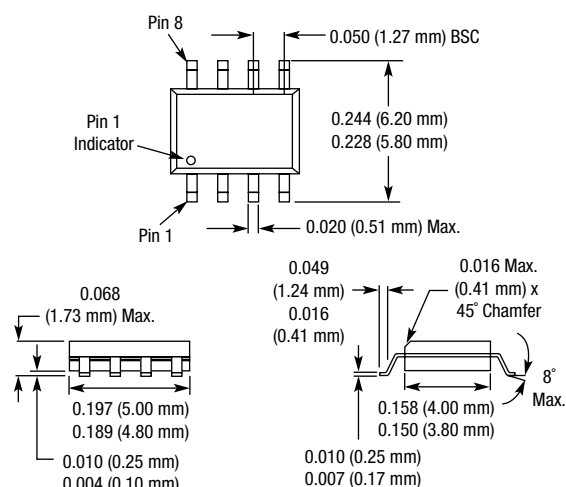 Pin 8
0.050 (1.27 mm) BSC
Pin 1
Indicator
0.244 (6.20 mm)
0.228 (5.80 mm)
Pin 1
0.020 (0.51 mm) Max.
0.068
(1.73 mm) Max.
0.197 (5.00 mm)
0.189 (4.80 mm)
0.010 (0.25 mm)
0.004 (0.10 mm)
0.049
(1.24 mm)
0.016
(0.41 mm)
0.016 Max.
(0.41 mm) x
45˚ Chamfer
8˚
Max.
0.158 (4.00 mm)
0.150 (3.80 mm)
0.010 (0.25 mm)
0.007 (0.17 mm)